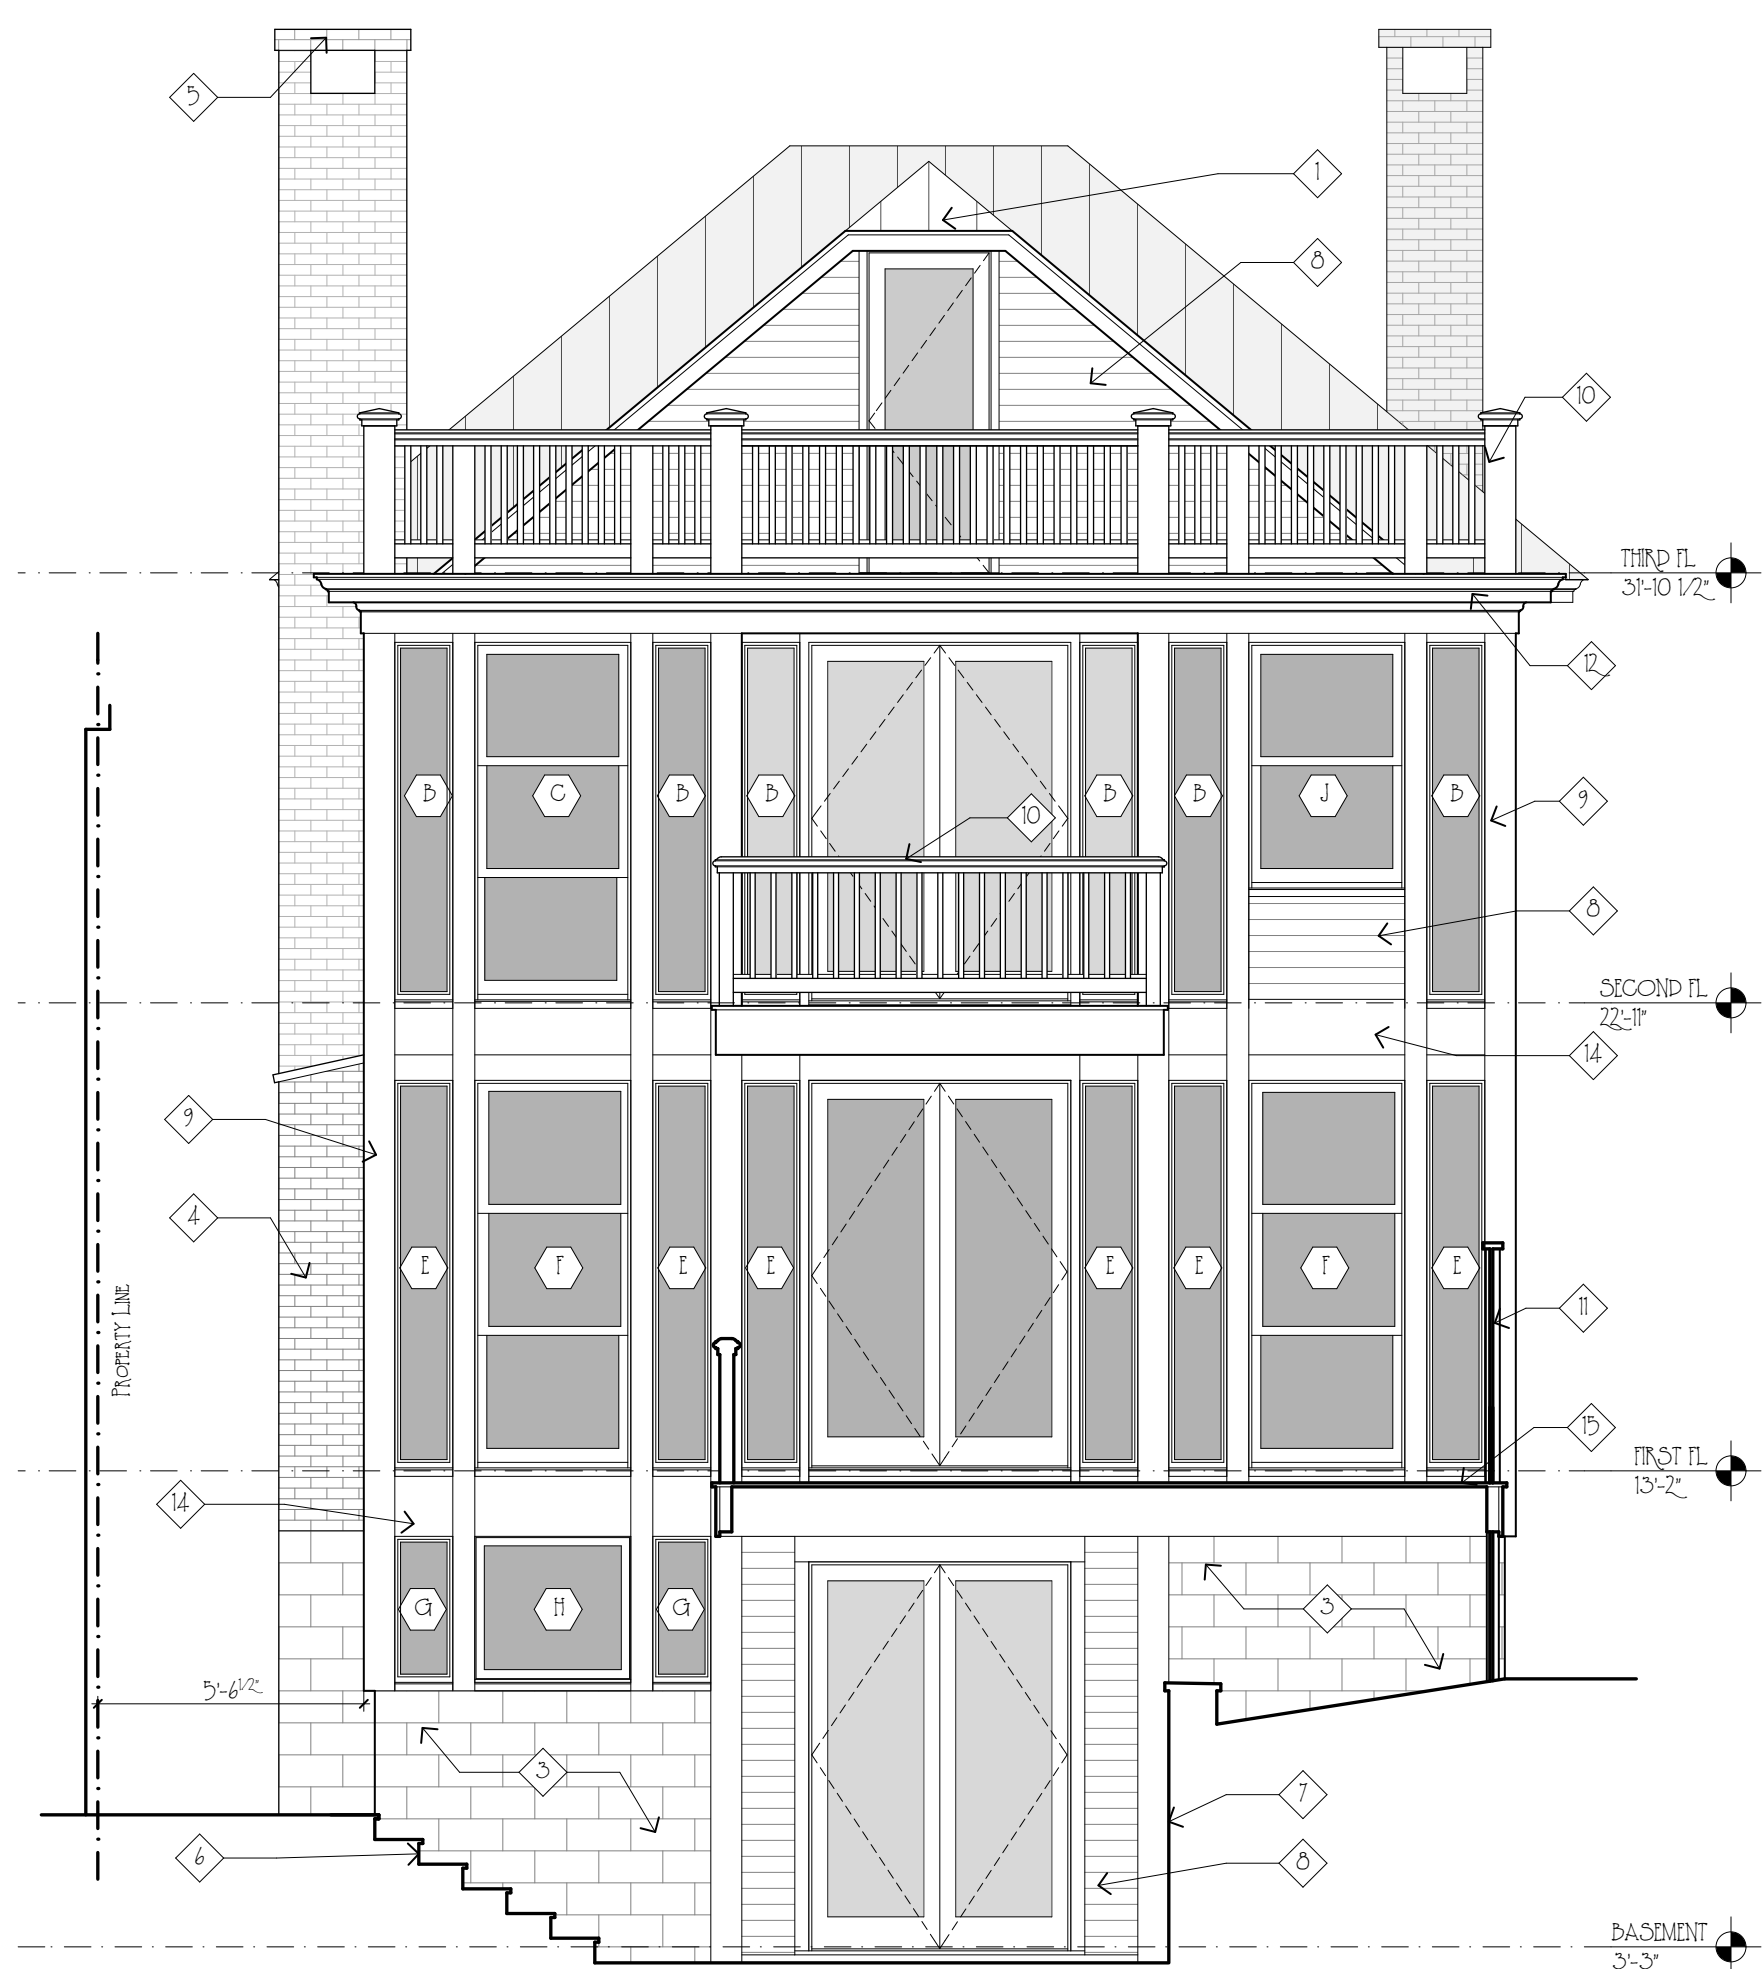 5
1
8
10
THIRD FL
31'-10 1/2"
12
B
C
B
B
B
B
J
B
9
10
8
SECOND FL
22'-11"
14
9
4
E
F
E
E
E
E
F
E
11
PROPERTY LINE
15
FIRST FL
13'-2"
14
G
H
G
3
5'-6 1/2"
3
7
6
8
BASEMENT
3'-3"